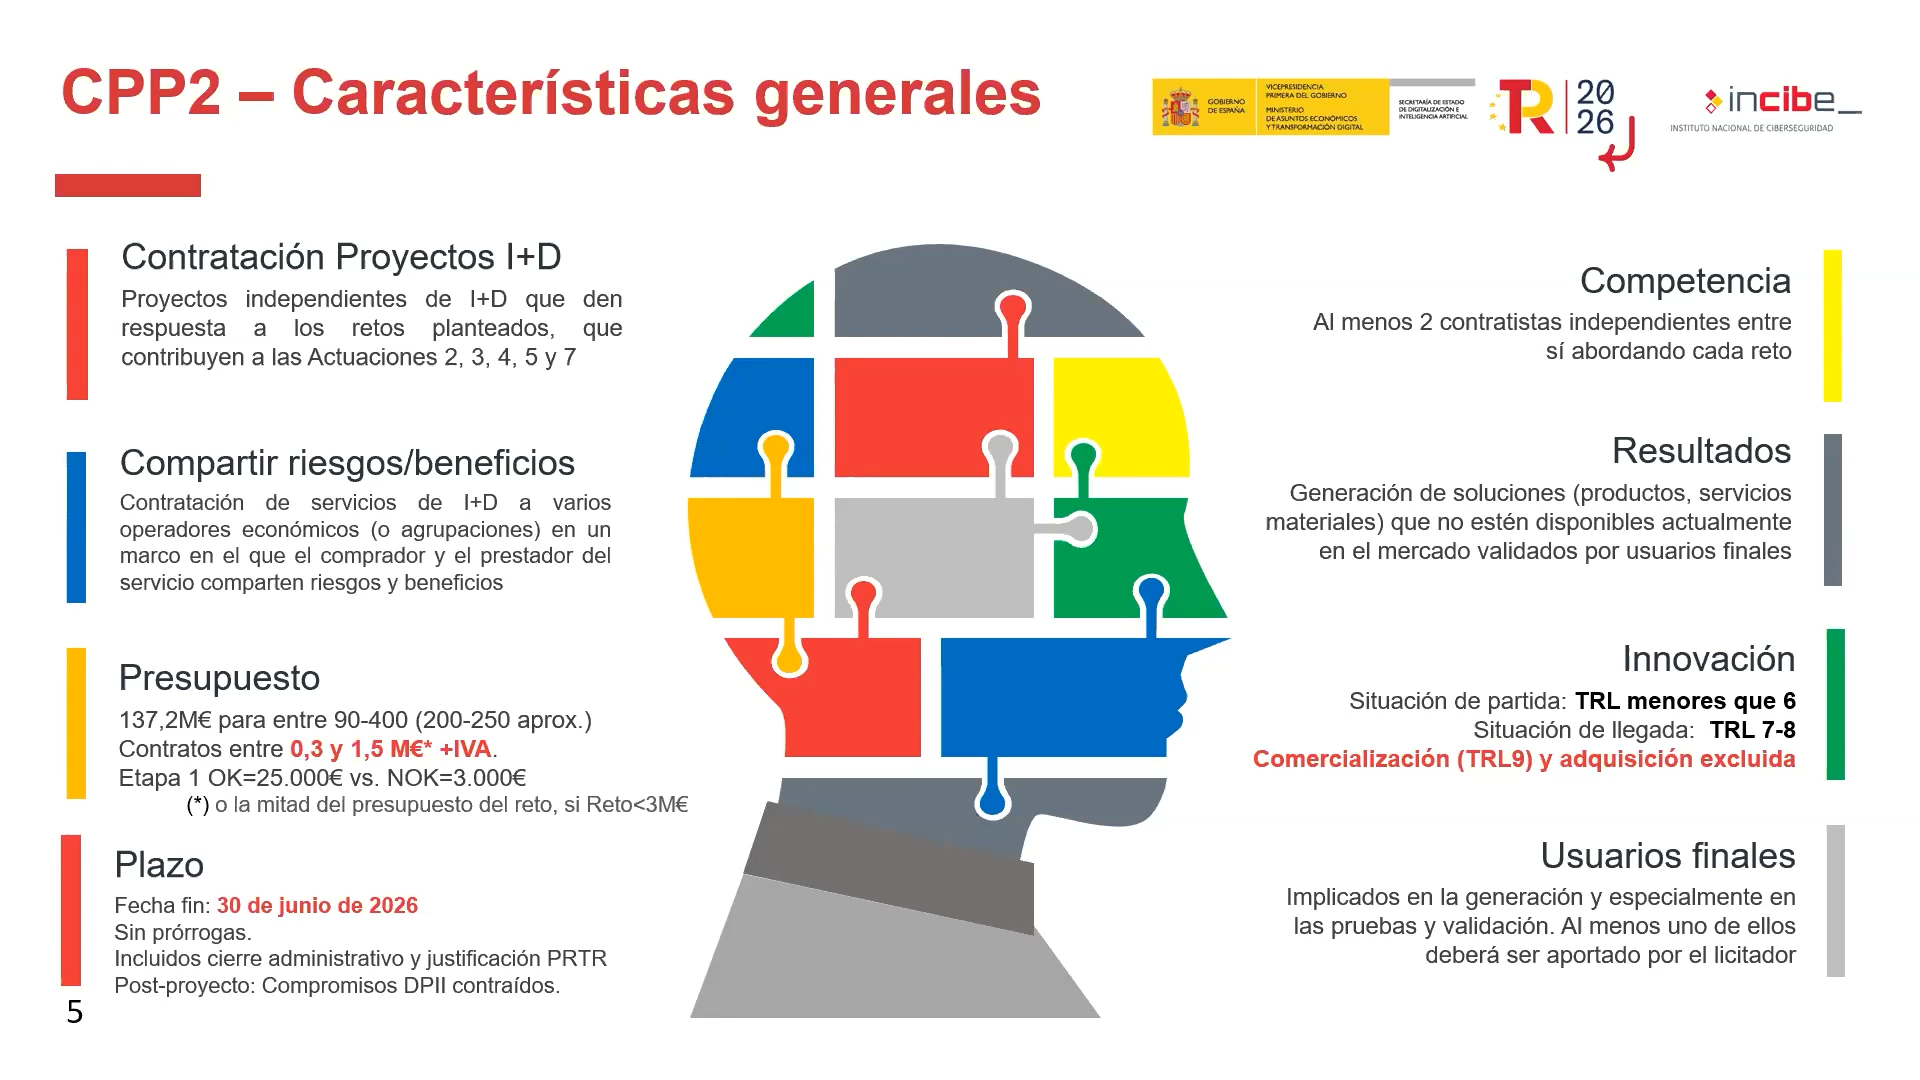 CPP2 – Características generales
GOBIERNO
DE ESPAÑA
VICEPRESIDENCIA
PRIMERA DEL GOBIERNO
MINISTERIO
DE ASUNTOS ECONÓMICOS
Y TRANSFORMACIÓN DIGITAL
SECRETARÍA DE ESTADO
DE DIGITALIZACIÓN E
INTELIGENCIA ARTIFICIAL
TR
20
26
incibe_
INSTITUTO NACIONAL DE CIBERSEGURIDAD
Contratación Proyectos I+D
Proyectos independientes de I+D que den
respuesta a los retos planteados, que
contribuyen a las Actuaciones 2, 3, 4, 5 y 7
Compartir riesgos/beneficios
Contratación de servicios de I+D a varios
operadores económicos (o agrupaciones) en un
marco en el que el comprador y el prestador del
servicio comparten riesgos y beneficios
Presupuesto
137,2M€ para entre 90-400 (200-250 aprox.)
Contratos entre 0,3 y 1,5 M€* +IVA.
Etapa 1 OK=25.000€ vs. NOK=3.000€
(*) o la mitad del presupuesto del reto, si Reto<3M€
Plazo
Fecha fin: 30 de junio de 2026
Sin prórrogas.
Incluidos cierre administrativo y justificación PRTR
Post-proyecto: Compromisos DPII contraídos.
5
Competencia
Al menos 2 contratistas independientes entre
sí abordando cada reto
Resultados
Generación de soluciones (productos, servicios
materiales) que no estén disponibles actualmente
en el mercado validados por usuarios finales
Innovación
Situación de partida: TRL menores que 6
Situación de llegada: TRL 7-8
Comercialización (TRL9) y adquisición excluida
Usuarios finales
Implicados en la generación y especialmente en
las pruebas y validación. Al menos uno de ellos
deberá ser aportado por el licitador